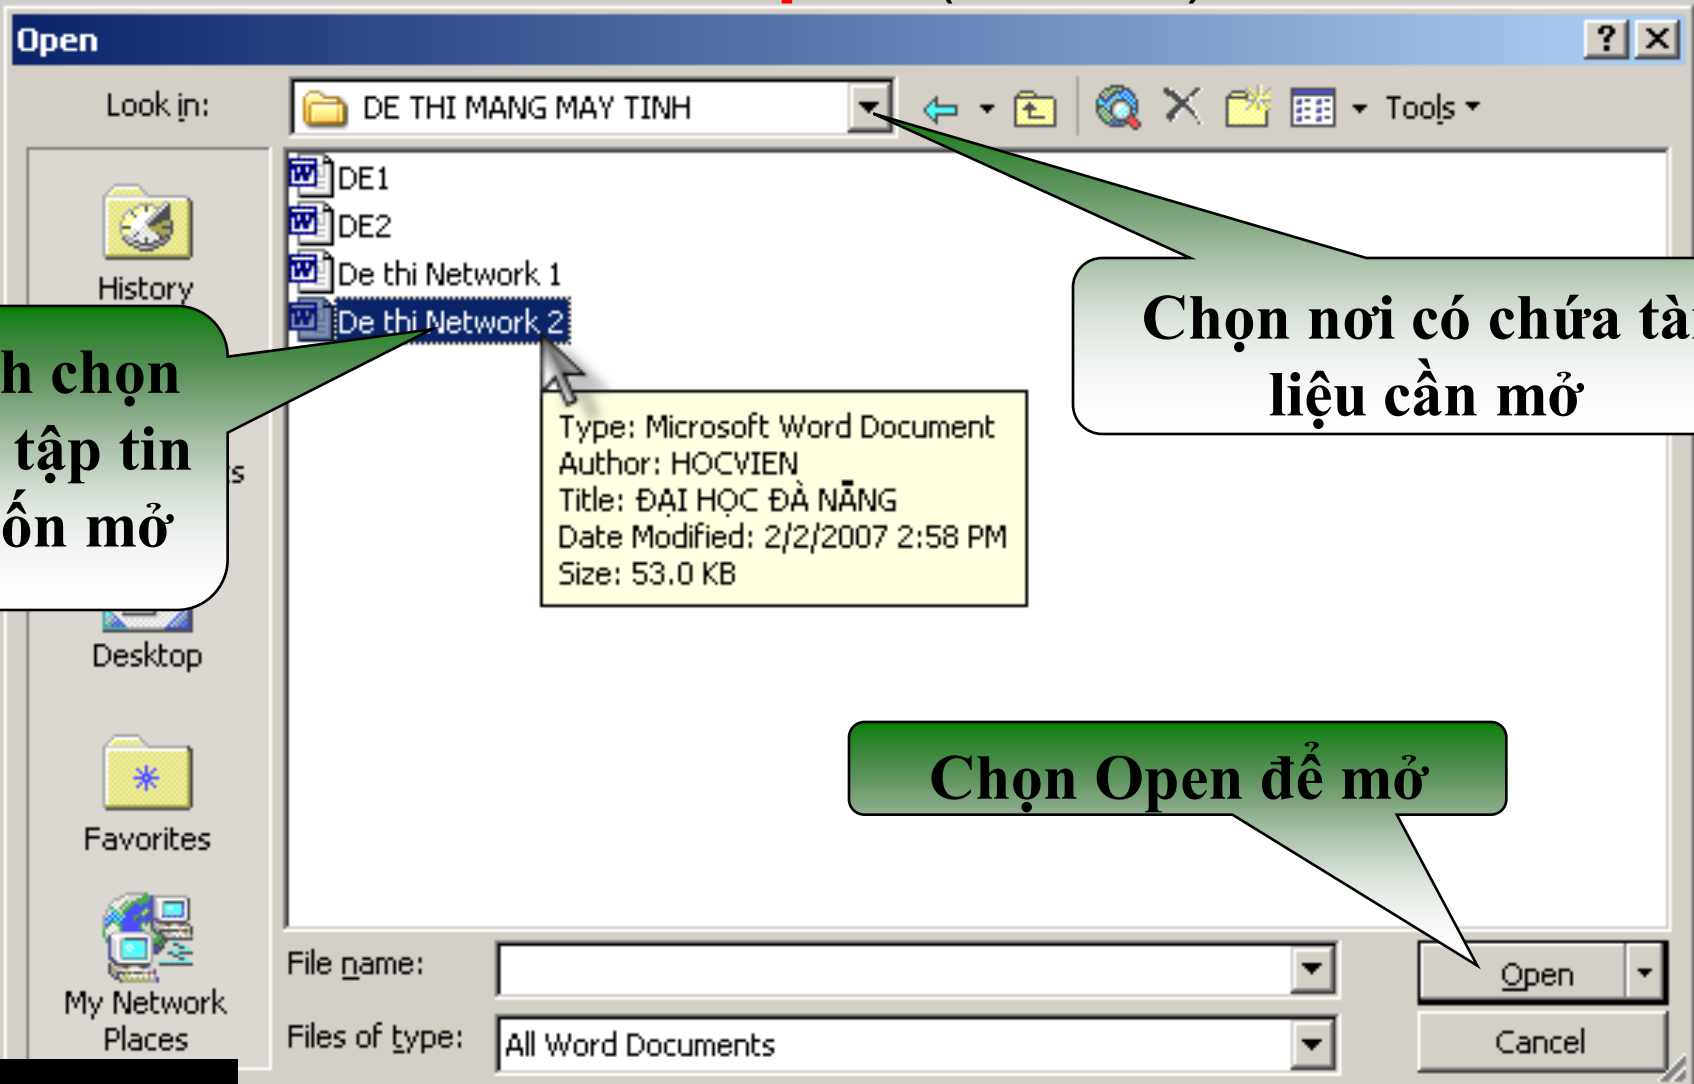 Open
Look in:
DE THI MANG MAY TINH
Tools
DE1
DE2
De thi Network 1
De thi Network 2
History
Chọn nơi có chứa tài
liệu cần mở
h chọn
tập tin
ốn mở
s
Type: Microsoft Word Document
Author: HOCVIEN
Title: ĐẠI HỌC ĐÀ NẴNG
Date Modified: 2/2/2007 2:58 PM
Size: 53.0 KB
Desktop
Chọn Open để mở
Favorites
My Network
Places
File name:
Open
Files of type:
All Word Documents
Cancel